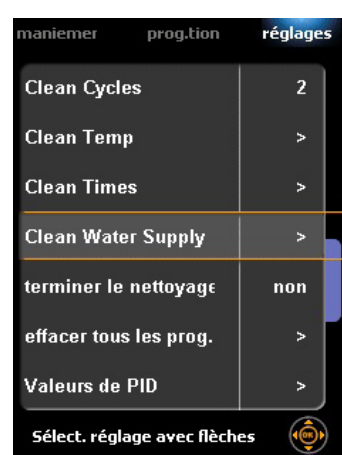 maniemer prog.tion réglages
Clean Cycles 2
Clean Temp >
Clean Times >
Clean Water Supply >
terminer le nettoyage non
effacer tous les prog. >
Valeurs de PID >
Sélect. réglage avec flèches OK